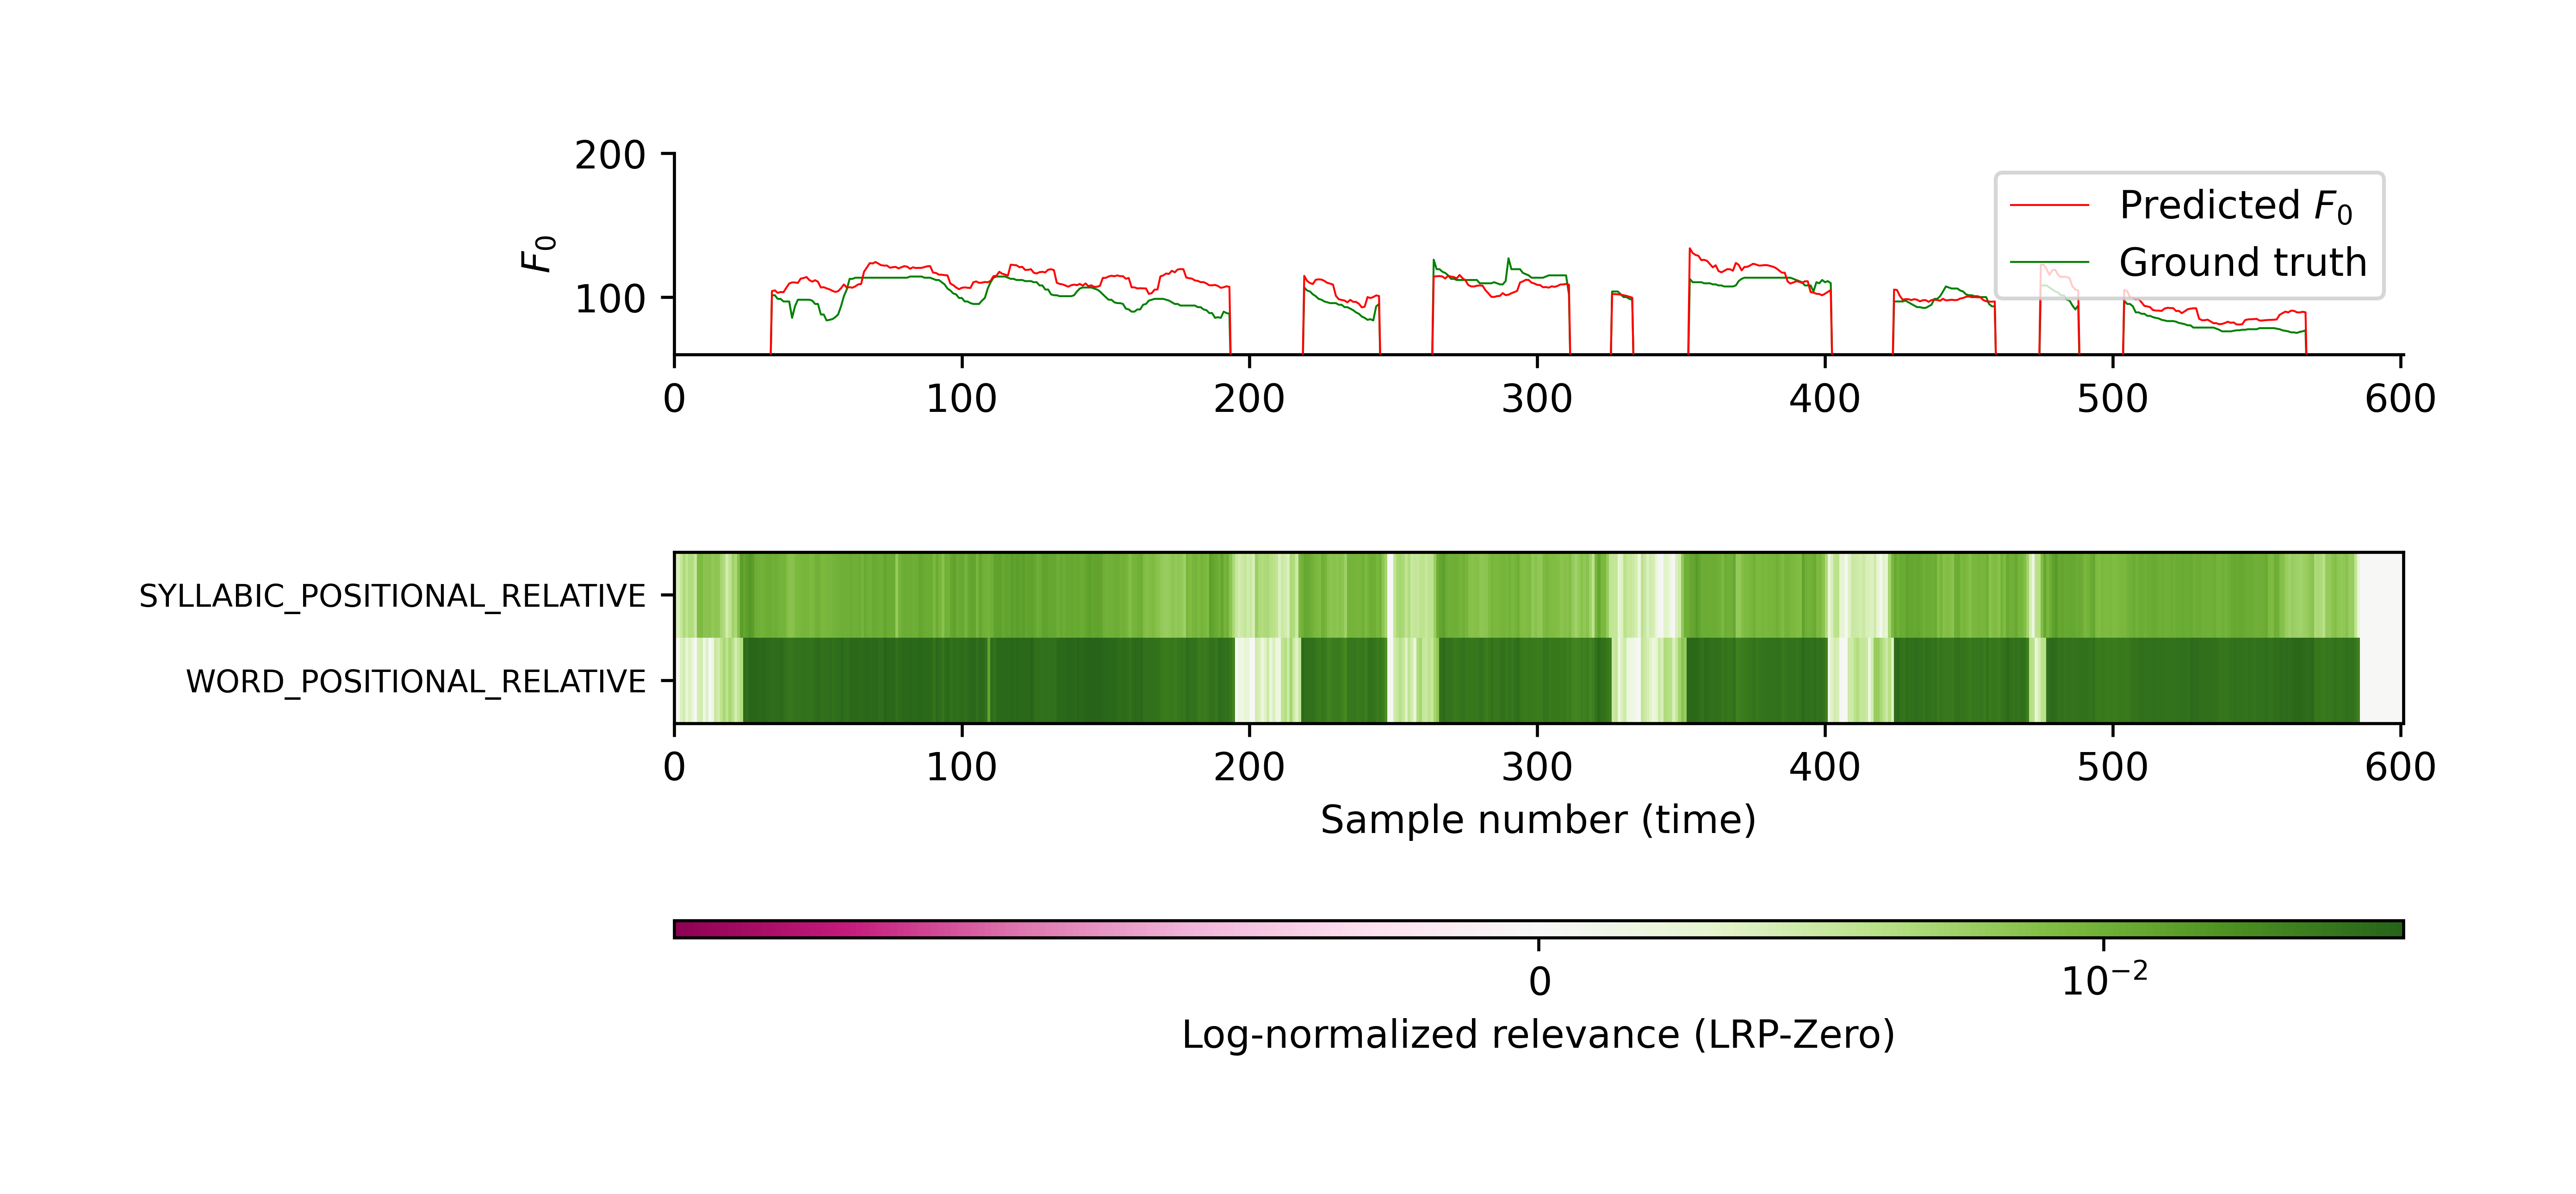 200
100
F₀
Predicted F₀
Ground truth
0 100 200 300 400 500 600
SYLLABIC_POSITIONAL_RELATIVE
WORD_POSITIONAL_RELATIVE
0 100 200 300 400 500 600
Sample number (time)
0 10⁻²
Log-normalized relevance (LRP-Zero)